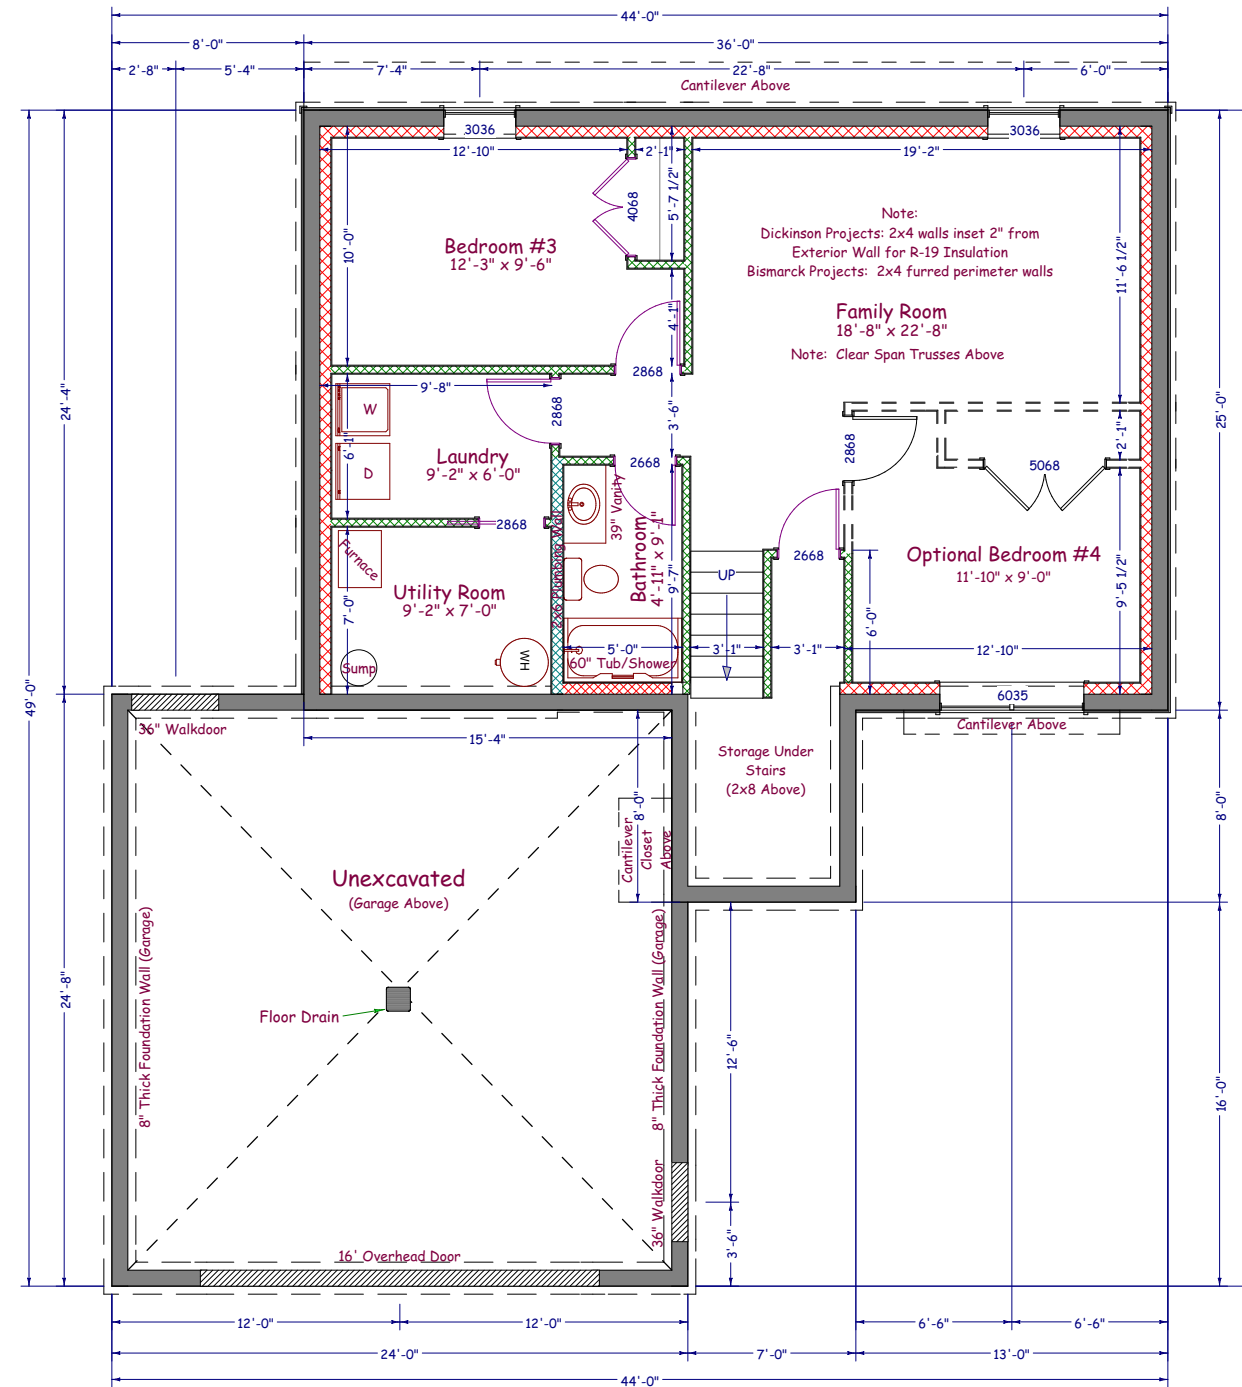 44'-0"
8'-0"
36'-0"
2'-8"
5'-4"
7'-4"
22'-8"
6'-0"
Cantilever Above
3036
3036
12'-10"
2'-1"
19'-2"
4068
5'-7 1/2"
10'-0"
Bedroom #3
12'-3" x 9'-6"
Note:
Dickinson Projects: 2x4 walls inset 2" from
Exterior Wall for R-19 Insulation
Bismarck Projects: 2x4 furred perimeter walls
11'-6 1/2"
Family Room
18'-8" x 22'-8"
Note: Clear Span Trusses Above
4'-1"
2868
9'-8"
24'-4"
25'-0"
W
2868
3'-6"
6'-1"
D
Laundry
9'-2" x 6'-0"
2668
2868
2'-1"
5068
39" Vanity
2868
2x6 Plumbing Wall
Furnace
Bathroom
4'-11" x 9'-1"
9'-7"
UP
2668
Optional Bedroom #4
11'-10" x 9'-0"
9'-5 1/2"
Utility Room
9'-2" x 7'-0"
7'-0"
6'-0"
Sump
WH
5'-0"
60" Tub/Shower
3'-1"
3'-1"
12'-10"
49'-0"
6035
Cantilever Above
36" Walkdoor
15'-4"
Storage Under
Stairs
(2x8 Above)
8'-0"
8'-0"
Cantilever
Closet
Above
Unexcavated
(Garage Above)
8" Thick Foundation Wall (Garage)
8" Thick Foundation Wall (Garage)
24'-8"
Floor Drain
12'-6"
16'-0"
36" Walkdoor
3'-6"
16' Overhead Door
12'-0"
12'-0"
6'-6"
6'-6"
24'-0"
7'-0"
13'-0"
44'-0"